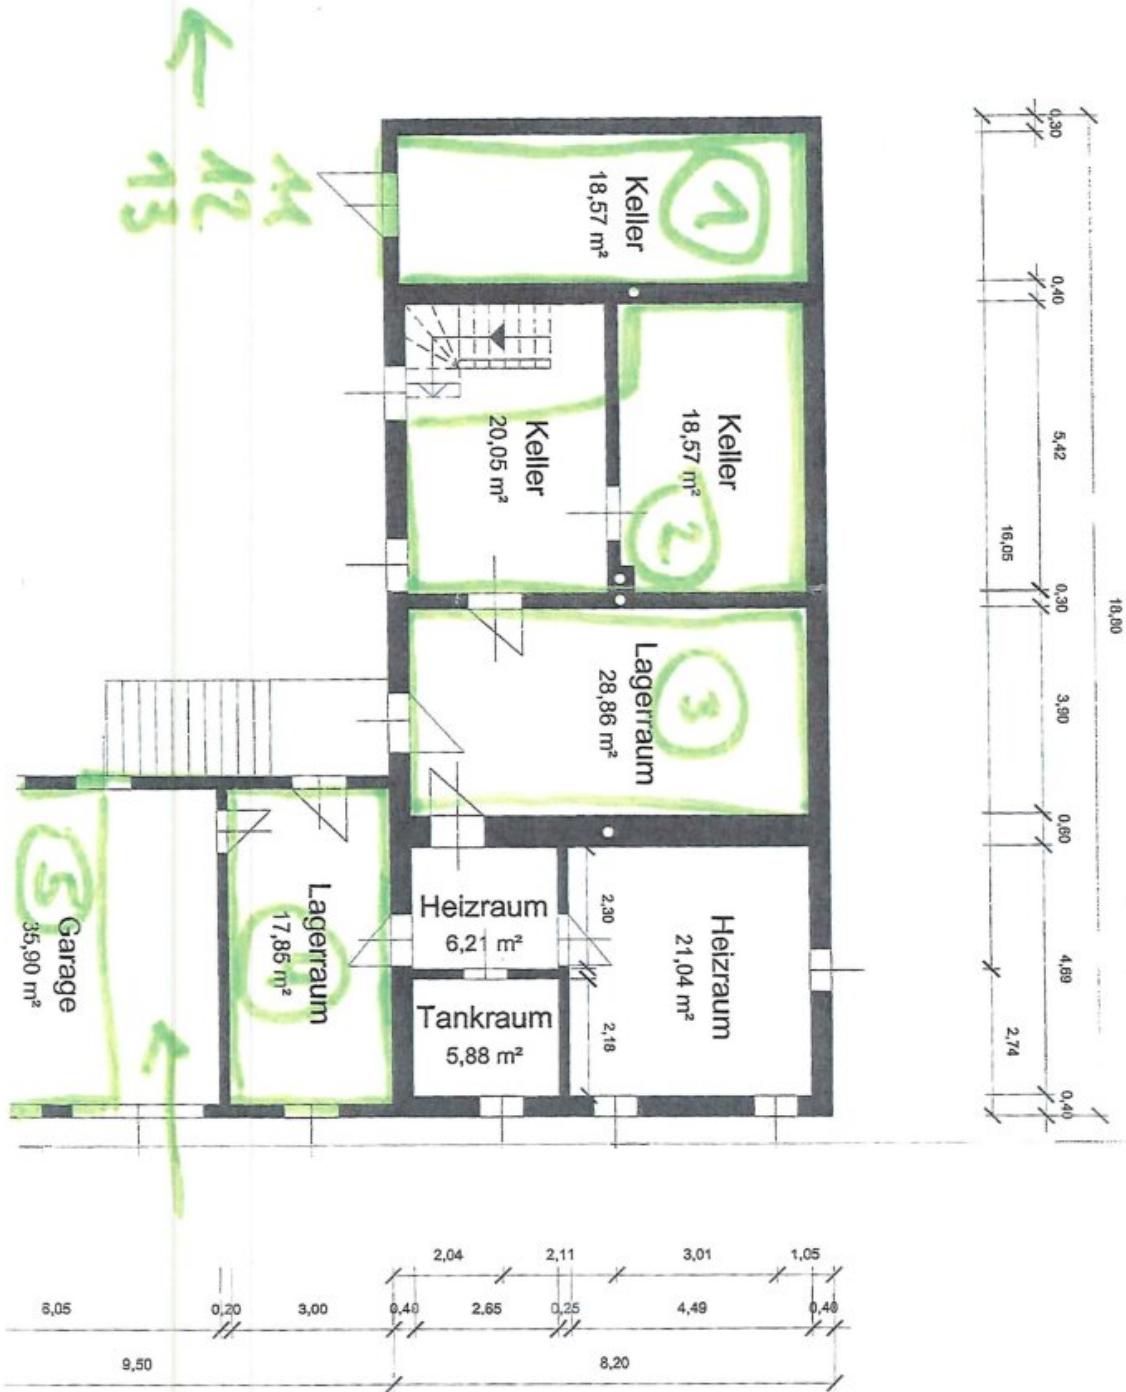 11
12
13
1
Keller
18,57 m²
Keller
18,57 m²
2
Keller
20,05 m²
Lagerraum
28,86 m²
3
Heizraum
6,21 m²
Tankraum
5,88 m²
Heizraum
21,04 m²
2,30
2,18
Lagerraum
17,85 m²
5
Garage
35,90 m²
0,30
0,40
5,42
0,30
3,90
0,60
4,89
0,40
16,05
2,74
18,80
2,04
2,11
3,01
1,05
6,05
0,20
3,00
0,40
2,65
0,25
4,49
0,40
9,50
8,20